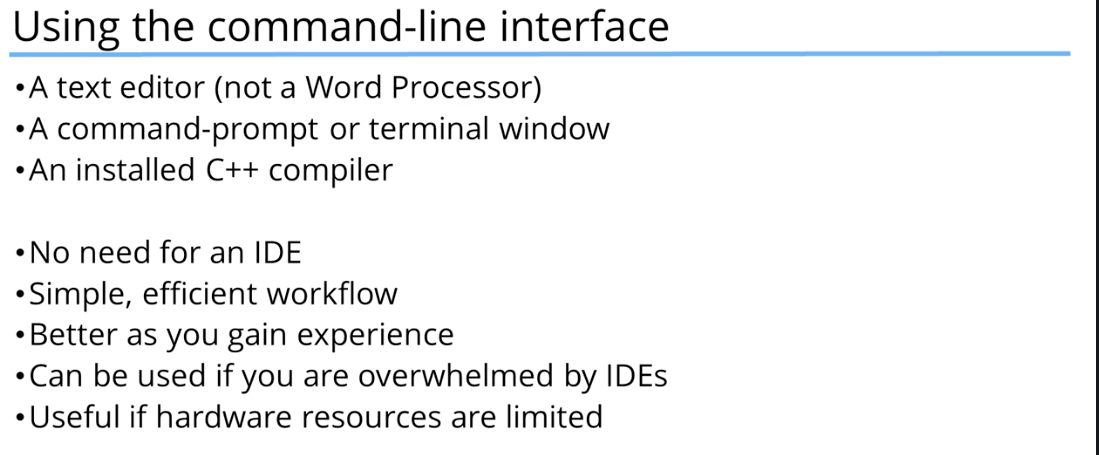 Using the command-line interface
•A text editor (not a Word Processor)
•A command-prompt or terminal window
•An installed C++ compiler
•No need for an IDE
•Simple, efficient workflow
•Better as you gain experience
•Can be used if you are overwhelmed by IDEs
•Useful if hardware resources are limited